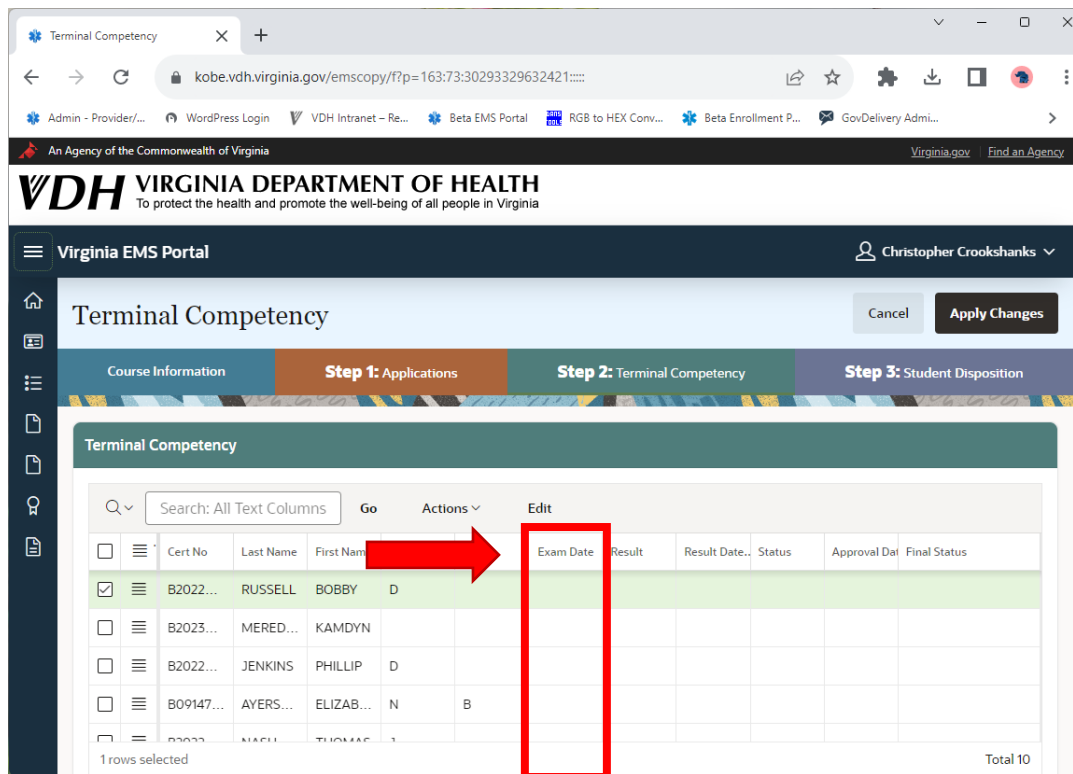 Terminal Competency
kobe.vdh.virginia.gov/emscopy/f?p=163:73:30293329632421:::::
Admin - Provider/... WordPress Login VDH Intranet – Re... Beta EMS Portal RGB to HEX Conv... Beta Enrollment P... GovDelivery Admi...
An Agency of the Commonwealth of Virginia Virginia.gov Find an Agency
VDH VIRGINIA DEPARTMENT OF HEALTH
To protect the health and promote the well-being of all people in Virginia
Virginia EMS Portal Christopher Crookshanks
Terminal Competency Cancel Apply Changes
Course Information Step 1: Applications Step 2: Terminal Competency Step 3: Student Disposition
Terminal Competency
Search: All Text Columns Go Actions Edit
Cert No Last Name First Nam Exam Date Result Result Date.. Status Approval Dat Final Status
B2022... RUSSELL BOBBY D
B2023... MERED... KAMDYN
B2022... JENKINS PHILLIP D
B09147... AYERS... ELIZAB... N B
B2022... NASH THOMAS J
1 rows selected Total 10